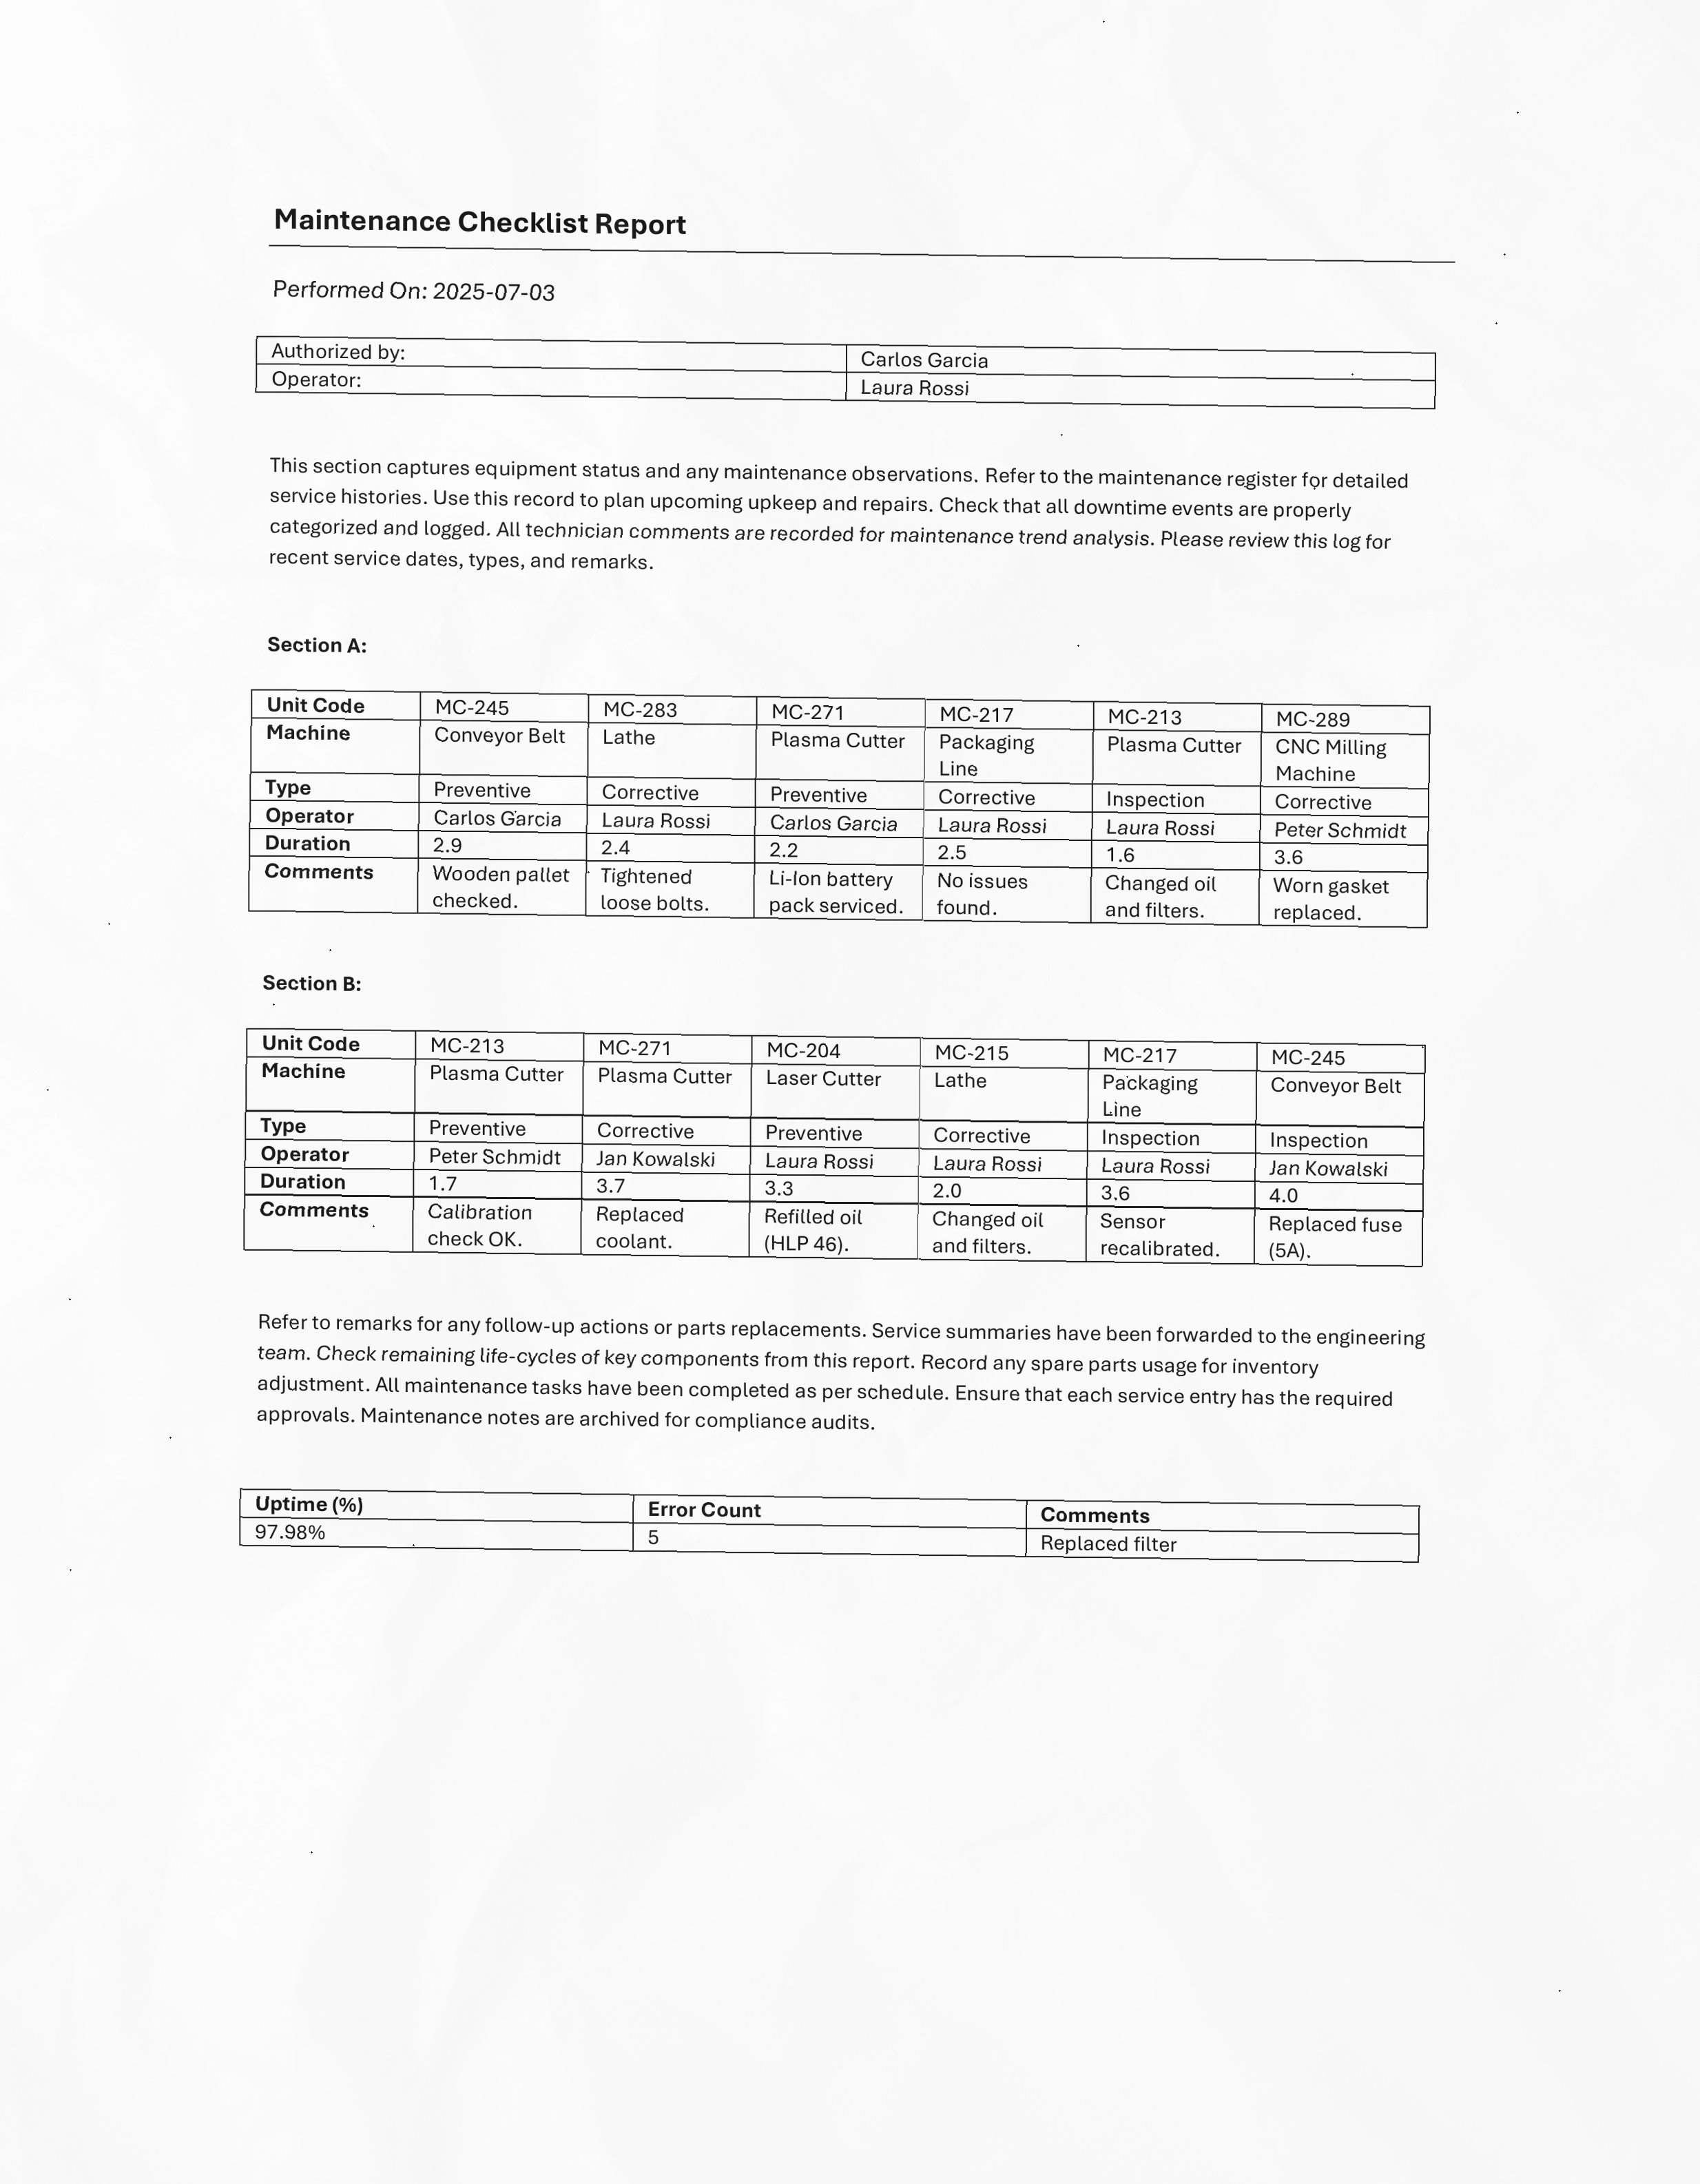 Maintenance Checklist Report
Performed On: 2025-07-03
Authorized by: Carlos Garcia
Operator: Laura Rossi
This section captures equipment status and any maintenance observations. Refer to the maintenance register for detailed
service histories. Use this record to plan upcoming upkeep and repairs. Check that all downtime events are properly
categorized and logged. All technician comments are recorded for maintenance trend analysis. Please review this log for
recent service dates, types, and remarks.
Section A:
Unit Code MC-245 MC-283 MC-271 MC-217 MC-213 MC-289
Machine Conveyor Belt Lathe Plasma Cutter Packaging Line Plasma Cutter CNC Milling Machine
Type Preventive Corrective Preventive Corrective Inspection Corrective
Operator Carlos Garcia Laura Rossi Carlos Garcia Laura Rossi Laura Rossi Peter Schmidt
Duration 2.9 2.4 2.2 2.5 1.6 3.6
Comments Wooden pallet checked. Tightened loose bolts. Li-Ion battery pack serviced. No issues found. Changed oil and filters. Worn gasket replaced.
Section B:
Unit Code MC-213 MC-271 MC-204 MC-215 MC-217 MC-245
Machine Plasma Cutter Plasma Cutter Laser Cutter Lathe Packaging Line Conveyor Belt
Type Preventive Corrective Preventive Corrective Inspection Inspection
Operator Peter Schmidt Jan Kowalski Laura Rossi Laura Rossi Laura Rossi Jan Kowalski
Duration 1.7 3.7 3.3 2.0 3.6 4.0
Comments Calibration check OK. Replaced coolant. Refilled oil (HLP 46). Changed oil and filters. Sensor recalibrated. Replaced fuse (5A).
Refer to remarks for any follow-up actions or parts replacements. Service summaries have been forwarded to the engineering
team. Check remaining life-cycles of key components from this report. Record any spare parts usage for inventory
adjustment. All maintenance tasks have been completed as per schedule. Ensure that each service entry has the required
approvals. Maintenance notes are archived for compliance audits.
Uptime (%) Error Count Comments
97.98% 5 Replaced filter